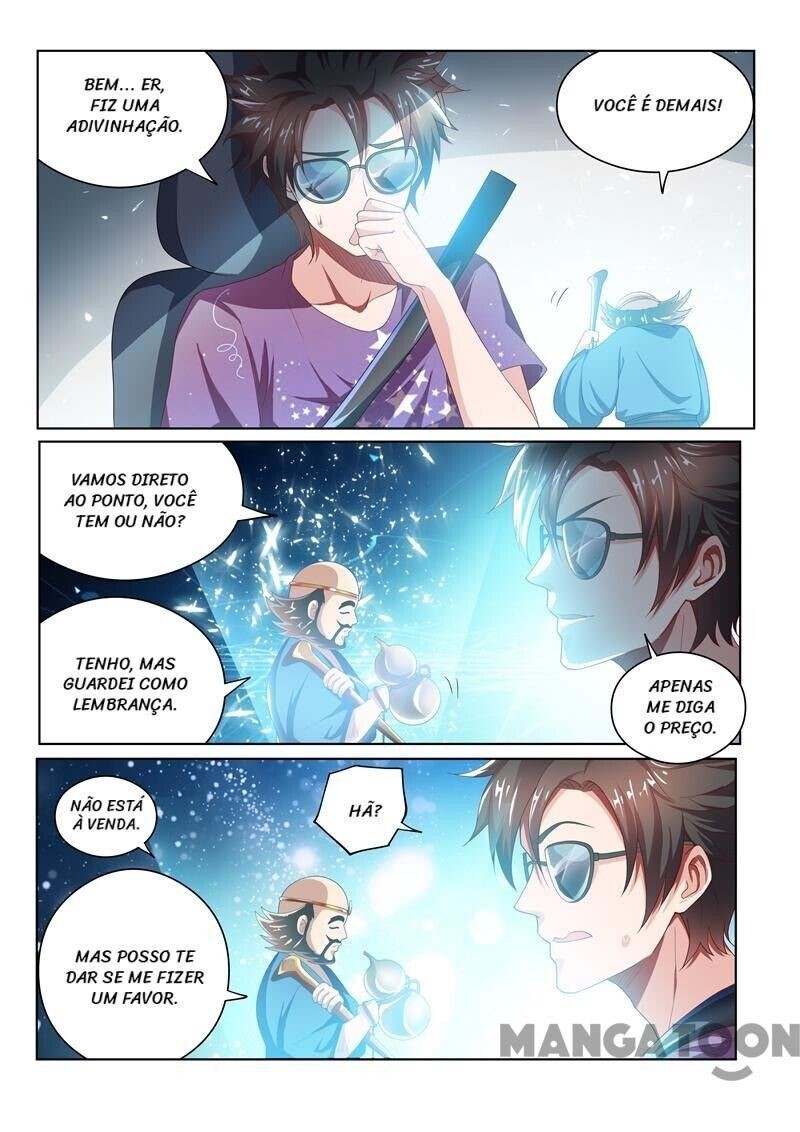 BEM... ER,
FIZ UMA
ADIVINHAÇÃO.
VOCÊ É DEMAIS!
VAMOS DIRETO
AO PONTO, VOCÊ
TEM OU NÃO?
TENHO, MAS
GUARDEI COMO
LEMBRANÇA.
APENAS
ME DIGA
O PREÇO.
NÃO ESTÁ
À VENDA.
HÃ?
MAS POSSO TE
DAR SE ME FIZER
UM FAVOR.
MANGATOON